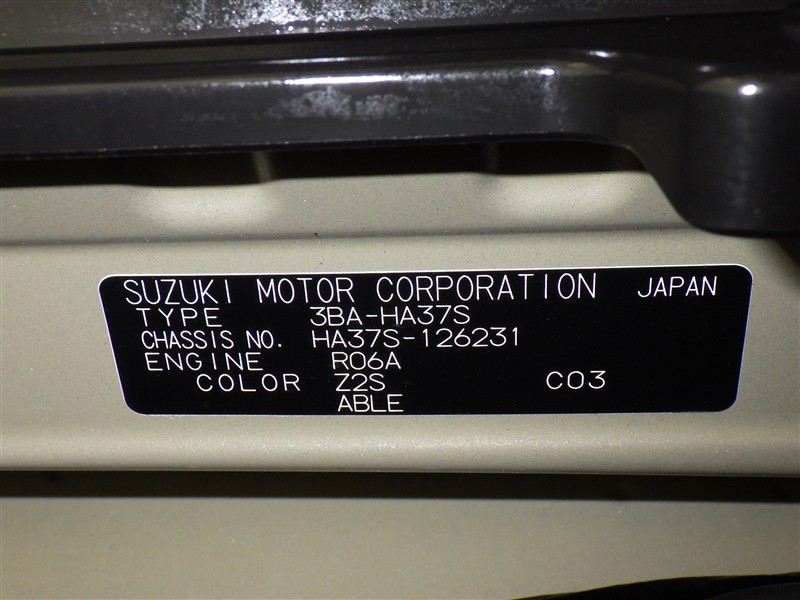 SUZUKI MOTOR CORPORATION JAPAN
TYPE 3BA-HA37S
CHASSIS NO. HA37S-126231
ENGINE R06A
COLOR Z2S C03
ABLE